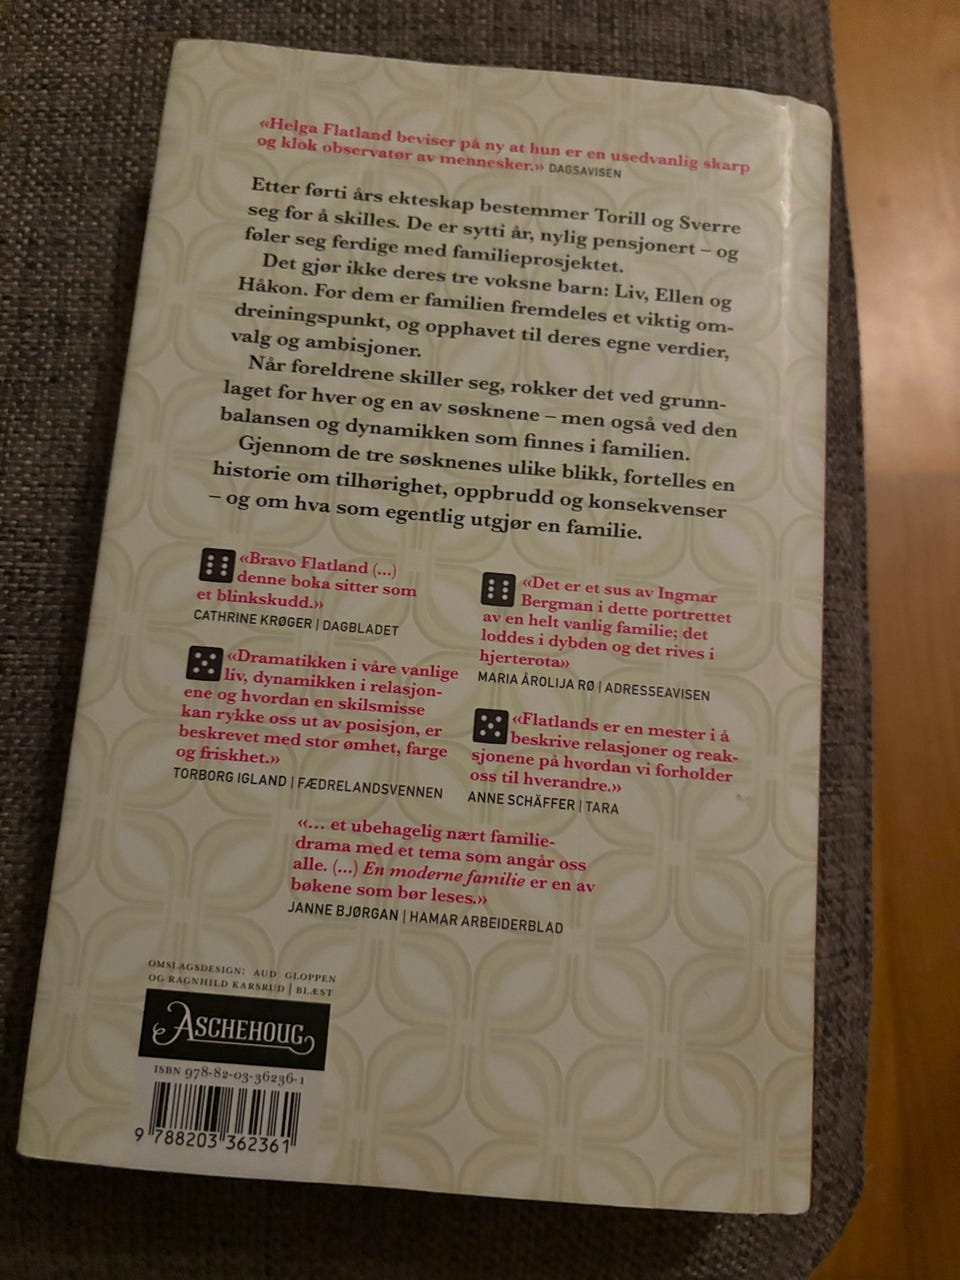 «Helga Flatland beviser på ny at hun er en usedvanlig skarp
og klok observatør av mennesker.» DAGSAVISEN
Etter førti års ekteskap bestemmer Torill og Sverre
seg for å skilles. De er sytti år, nylig pensjonert – og
føler seg ferdige med familieprosjektet.
Det gjør ikke deres tre voksne barn: Liv, Ellen og
Håkon. For dem er familien fremdeles et viktig om-
dreiningspunkt, og opphavet til deres egne verdier,
valg og ambisjoner.
Når foreldrene skiller seg, rokker det ved grunn-
laget for hver og en av søsknene – men også ved den
balansen og dynamikken som finnes i familien.
Gjennom de tre søsknenes ulike blikk, fortelles en
historie om tilhørighet, oppbrudd og konsekvenser
– og om hva som egentlig utgjør en familie.
«Bravo Flatland (...)
denne boka sitter som
et blinkskudd.»
CATHRINE KRØGER | DAGBLADET
«Det er et sus av Ingmar
Bergman i dette portrettet
av en helt vanlig familie; det
loddes i dybden og det rives i
hjerterota»
MARIA ÅROLIJA RØ | ADRESSEAVISEN
«Dramatikken i våre vanlige
liv, dynamikken i relasjon-
ene og hvordan en skilsmisse
kan rykke oss ut av posisjon, er
beskrevet med stor ømhet, farge
og friskhet.»
TORBORG IGLAND | FÆDRELANDSVENNEN
«Flatlands er en mester i å
beskrive relasjoner og reak-
sjonene på hvordan vi forholder
oss til hverandre.»
ANNE SCHÄFFER | TARA
«... et ubehagelig nært familie-
drama med et tema som angår oss
alle. (...) En moderne familie er en av
bøkene som bør leses.»
JANNE BJØRGAN | HAMAR ARBEIDERBLAD
OMSLAGSDESIGN: AUD GLOPPEN
OG RAGNHILD KARSRUD | BLÆST
ASCHEHOUG
ISBN 978-82-03-36236-1
9 788203 362361